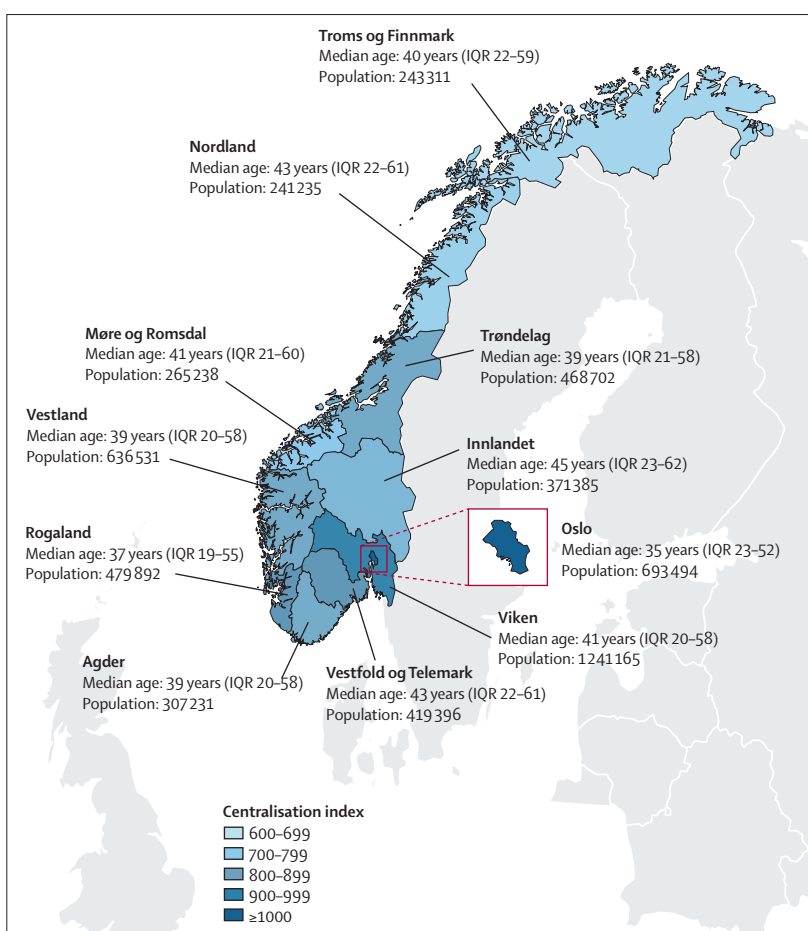 Troms og Finnmark
Median age: 40 years (IQR 22–59)
Population: 243 311
Nordland
Median age: 43 years (IQR 22–61)
Population: 241 235
Møre og Romsdal
Median age: 41 years (IQR 21–60)
Population: 265 238
Trøndelag
Median age: 39 years (IQR 21–58)
Population: 468 702
Vestland
Median age: 39 years (IQR 20–58)
Population: 636 531
Innlandet
Median age: 45 years (IQR 23–62)
Population: 371 385
Rogaland
Median age: 37 years (IQR 19–55)
Population: 479 892
Oslo
Median age: 35 years (IQR 23–52)
Population: 693 494
Viken
Median age: 41 years (IQR 20–58)
Population: 1 241 165
Agder
Median age: 39 years (IQR 20–58)
Population: 307 231
Vestfold og Telemark
Median age: 43 years (IQR 22–61)
Population: 419 396
Centralisation index
600–699
700–799
800–899
900–999
≥1000